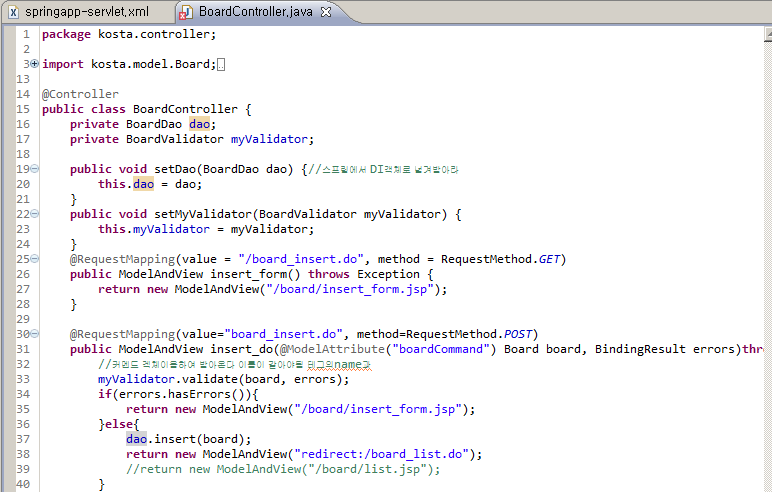 springapp-servlet.xml BoardController.java
1 package kosta.controller;
2
3 import kosta.model.Board;
13
14 @Controller
15 public class BoardController {
16 private BoardDao dao;
17 private BoardValidator myValidator;
18
19 public void setDao(BoardDao dao) {//스프링에서 DI객체로 넘겨받아라
20 this.dao = dao;
21 }
22 public void setMyValidator(BoardValidator myValidator) {
23 this.myValidator = myValidator;
24 }
25 @RequestMapping(value = "/board_insert.do", method = RequestMethod.GET)
26 public ModelAndView insert_form() throws Exception {
27 return new ModelAndView("/board/insert_form.jsp");
28 }
29
30 @RequestMapping(value="board_insert.do", method=RequestMethod.POST)
31 public ModelAndView insert_do(@ModelAttribute("boardCommand") Board board, BindingResult errors)thr
32 //커멘드 객체이용하여 받아온다 이름이 같아야될 텐그의name과
33 myValidator.validate(board, errors);
34 if(errors.hasErrors()){
35 return new ModelAndView("/board/insert_form.jsp");
36 }else{
37 dao.insert(board);
38 return new ModelAndView("redirect:/board_list.do");
39 //return new ModelAndView("/board/list.jsp");
40 }